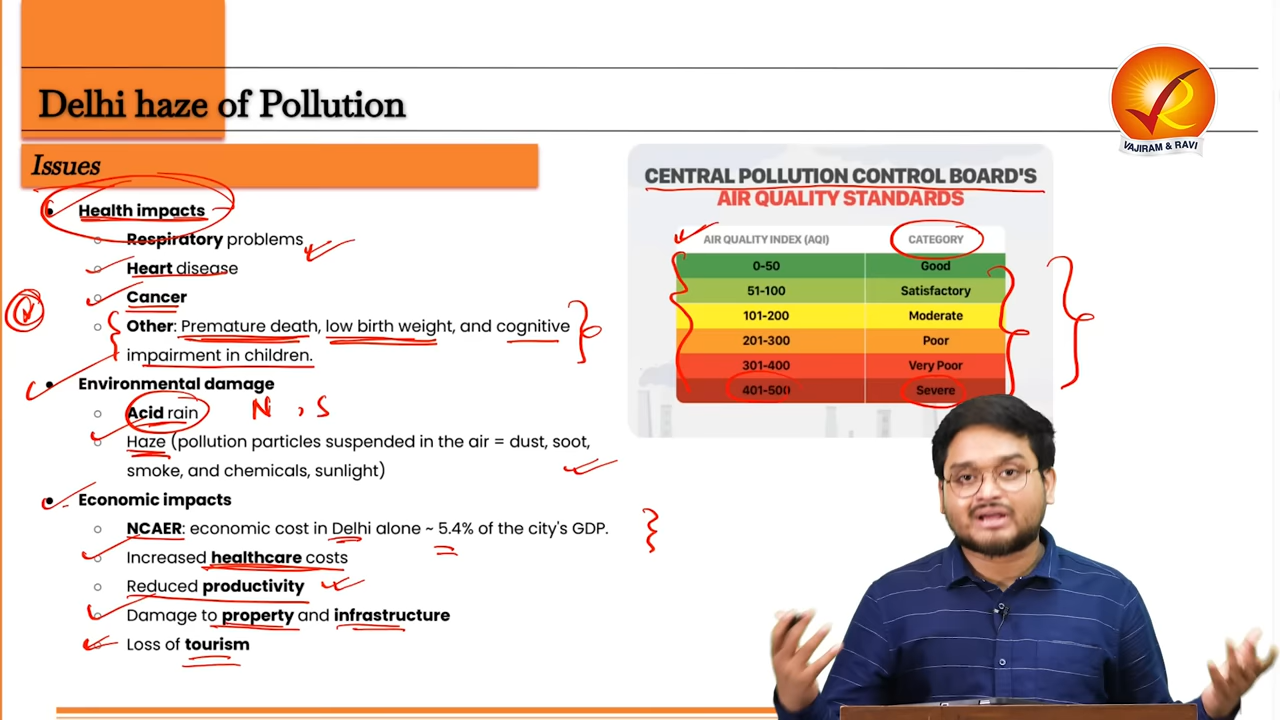 Delhi haze of Pollution
VAJIRAM & RAVI
Issues
• Health impacts
○ Respiratory problems
○ Heart disease
○ Cancer
○ Other: Premature death, low birth weight, and cognitive
impairment in children.
• Environmental damage
○ Acid rain N , S
○ Haze (pollution particles suspended in the air = dust, soot,
smoke, and chemicals, sunlight)
• Economic impacts
○ NCAER: economic cost in Delhi alone ~ 5.4% of the city's GDP.
○ Increased healthcare costs
○ Reduced productivity
○ Damage to property and infrastructure
○ Loss of tourism
CENTRAL POLLUTION CONTROL BOARD'S
AIR QUALITY STANDARDS
AIR QUALITY INDEX (AQI) CATEGORY
0-50 Good
51-100 Satisfactory
101-200 Moderate
201-300 Poor
301-400 Very Poor
401-500 Severe